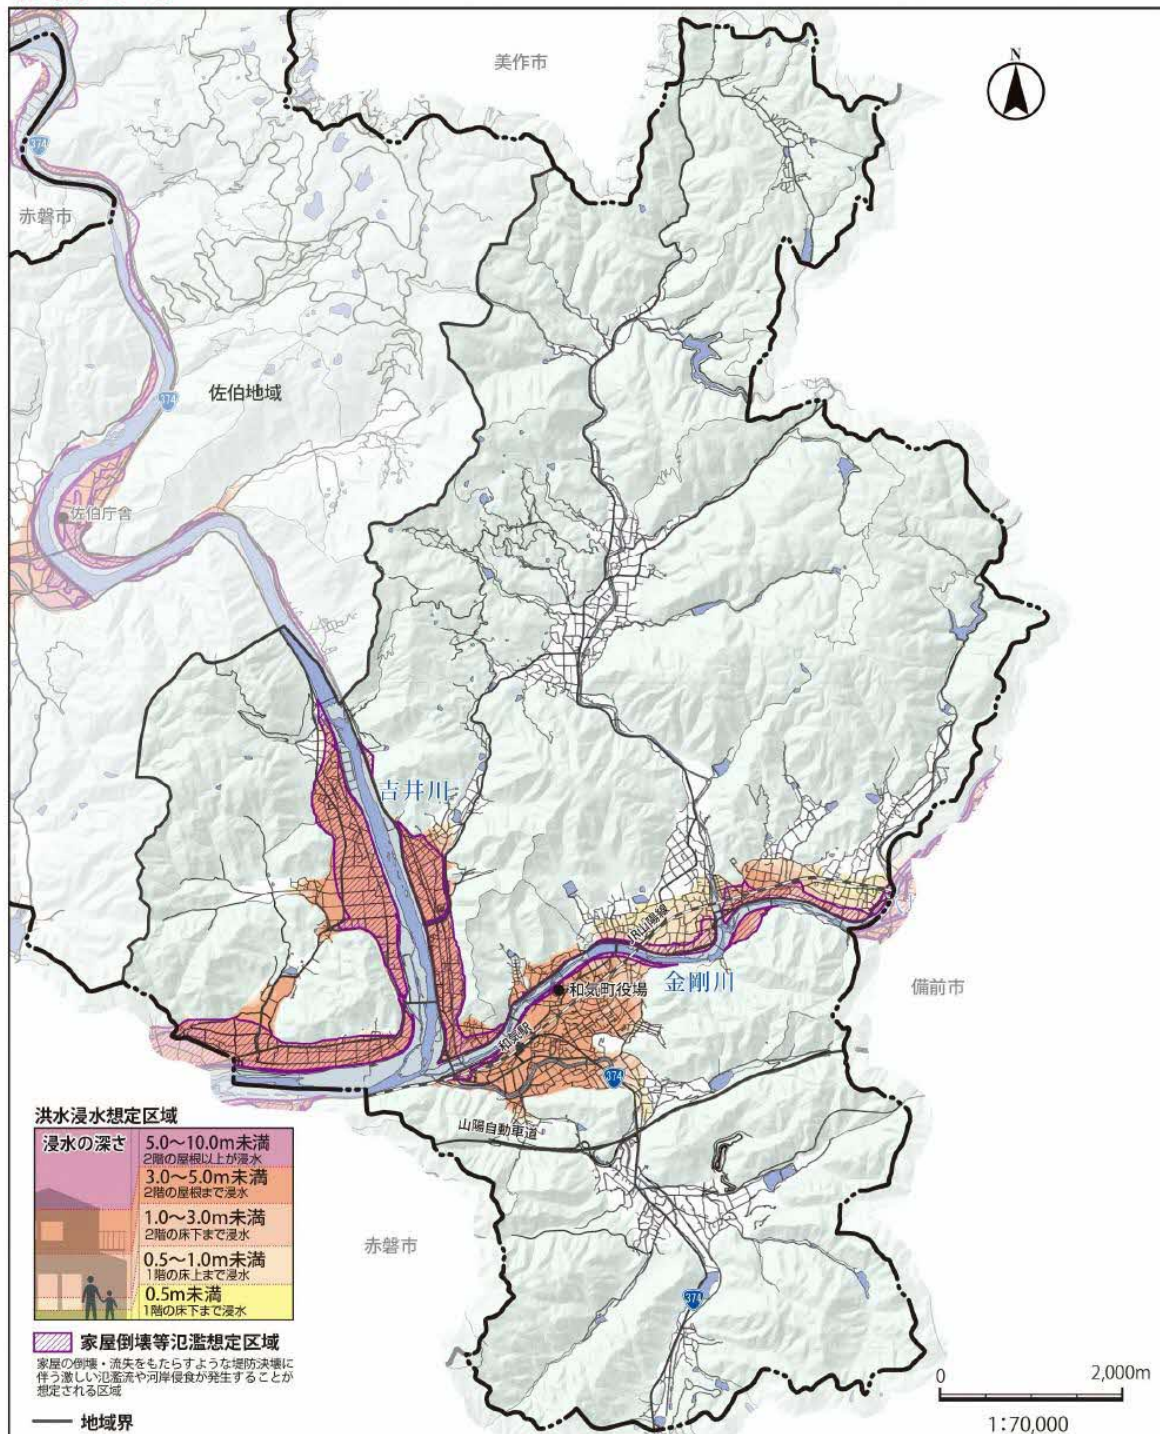 美作市
N
374
赤磐市
佐伯地域
374
佐伯庁舎
吉井川
JR山陽線
金剛川
和気町役場
備前市
和気駅
374
山陽自動車道
洪水浸水想定区域
浸水の深さ
5.0～10.0m未満
2階の屋根以上が浸水
3.0～5.0m未満
2階の屋根まで浸水
1.0～3.0m未満
2階の床下まで浸水
0.5～1.0m未満
1階の床上まで浸水
0.5m未満
1階の床下まで浸水
赤磐市
374
家屋倒壊等氾濫想定区域
家屋の倒壊・流失をもたらすような堤防決壊に
伴う激しい氾濫流や河岸侵食が発生することが
想定される区域
地域界
0 2,000m
1:70,000